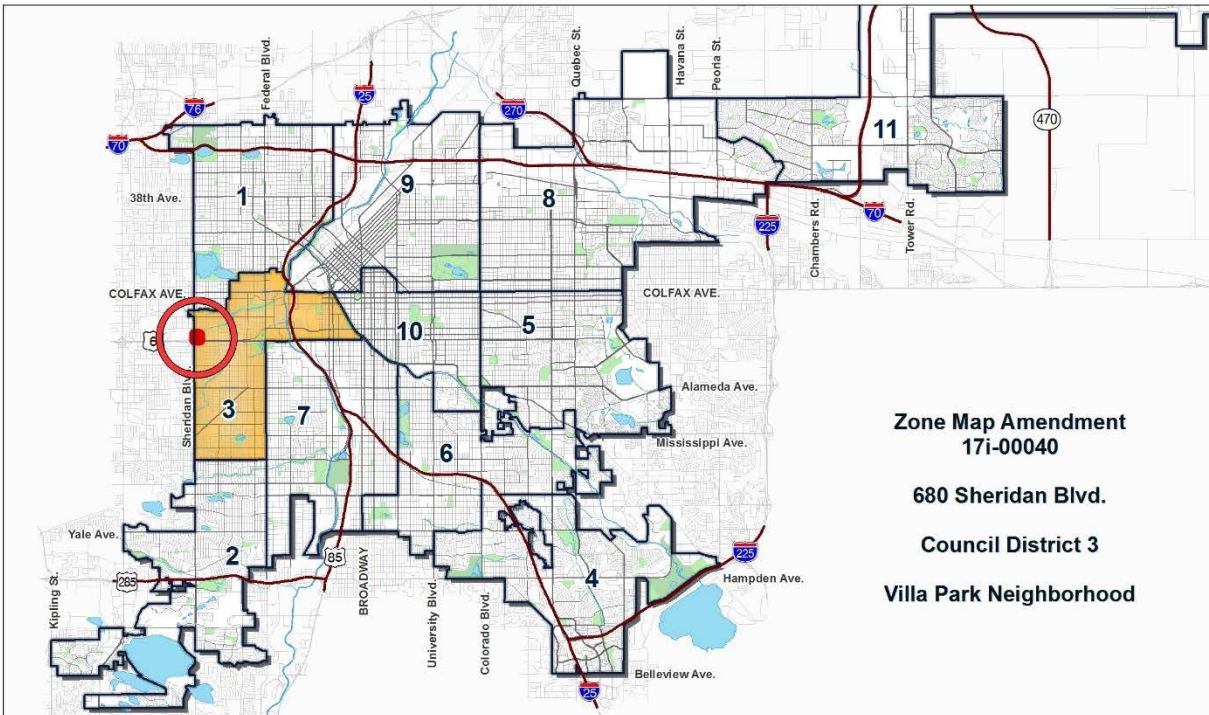 Federal Blvd.
Quebec St.
Havana St.
Peoria St.
76
25
270
470
70
11
38th Ave.
1
9
8
225
70
Chambers Rd.
Tower Rd.
COLFAX AVE.
COLFAX AVE.
6
10
5
Sheridan Blvd.
3
7
Alameda Ave.
Mississippi Ave.
6
Zone Map Amendment
17i-00040
680 Sheridan Blvd.
Council District 3
Villa Park Neighborhood
Yale Ave.
2
85
BROADWAY
University Blvd.
Colorado Blvd.
4
225
Hampden Ave.
285
Kipling St.
Belleview Ave.
25